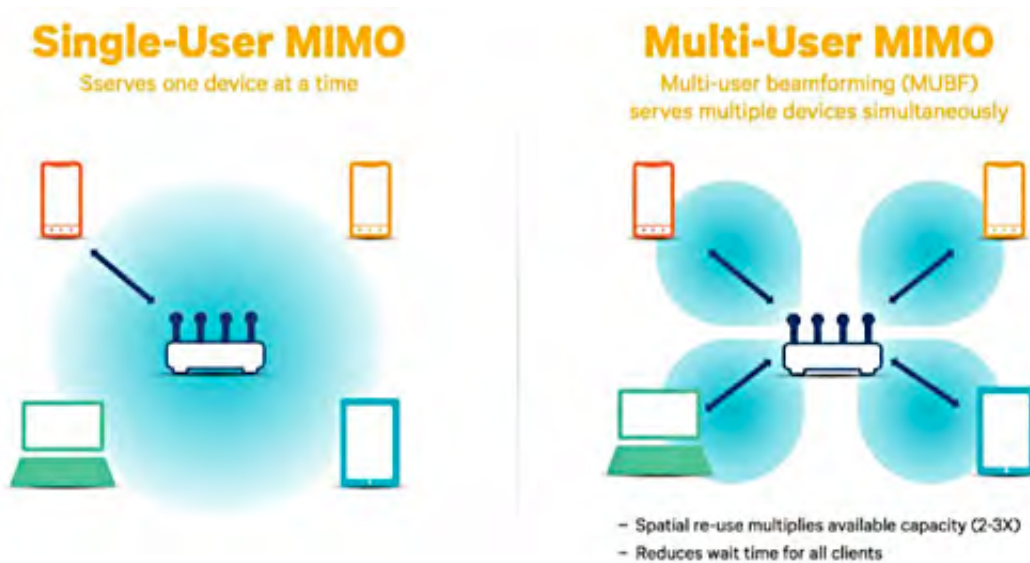 Single-User MIMO
Sserves one device at a time
Multi-User MIMO
Multi-user beamforming (MUBF)
serves multiple devices simultaneously
– Spatial re-use multiplies available capacity (2-3X)
– Reduces wait time for all clients